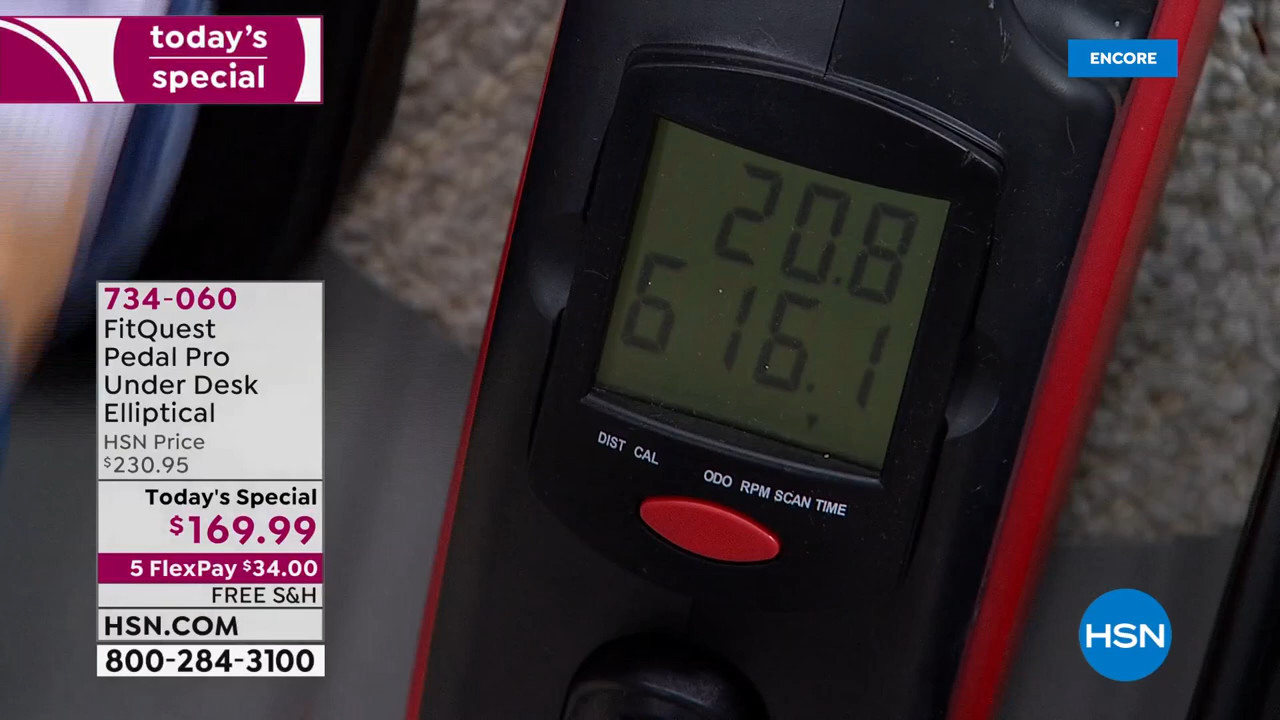 today's
special
ENCORE
20.8
616.1
DIST CAL
ODO RPM SCAN TIME
734-060
FitQuest
Pedal Pro
Under Desk
Elliptical
HSN Price
$230.95
Today's Special
$169.99
5 FlexPay $34.00
FREE S&H
HSN.COM
800-284-3100
HSN